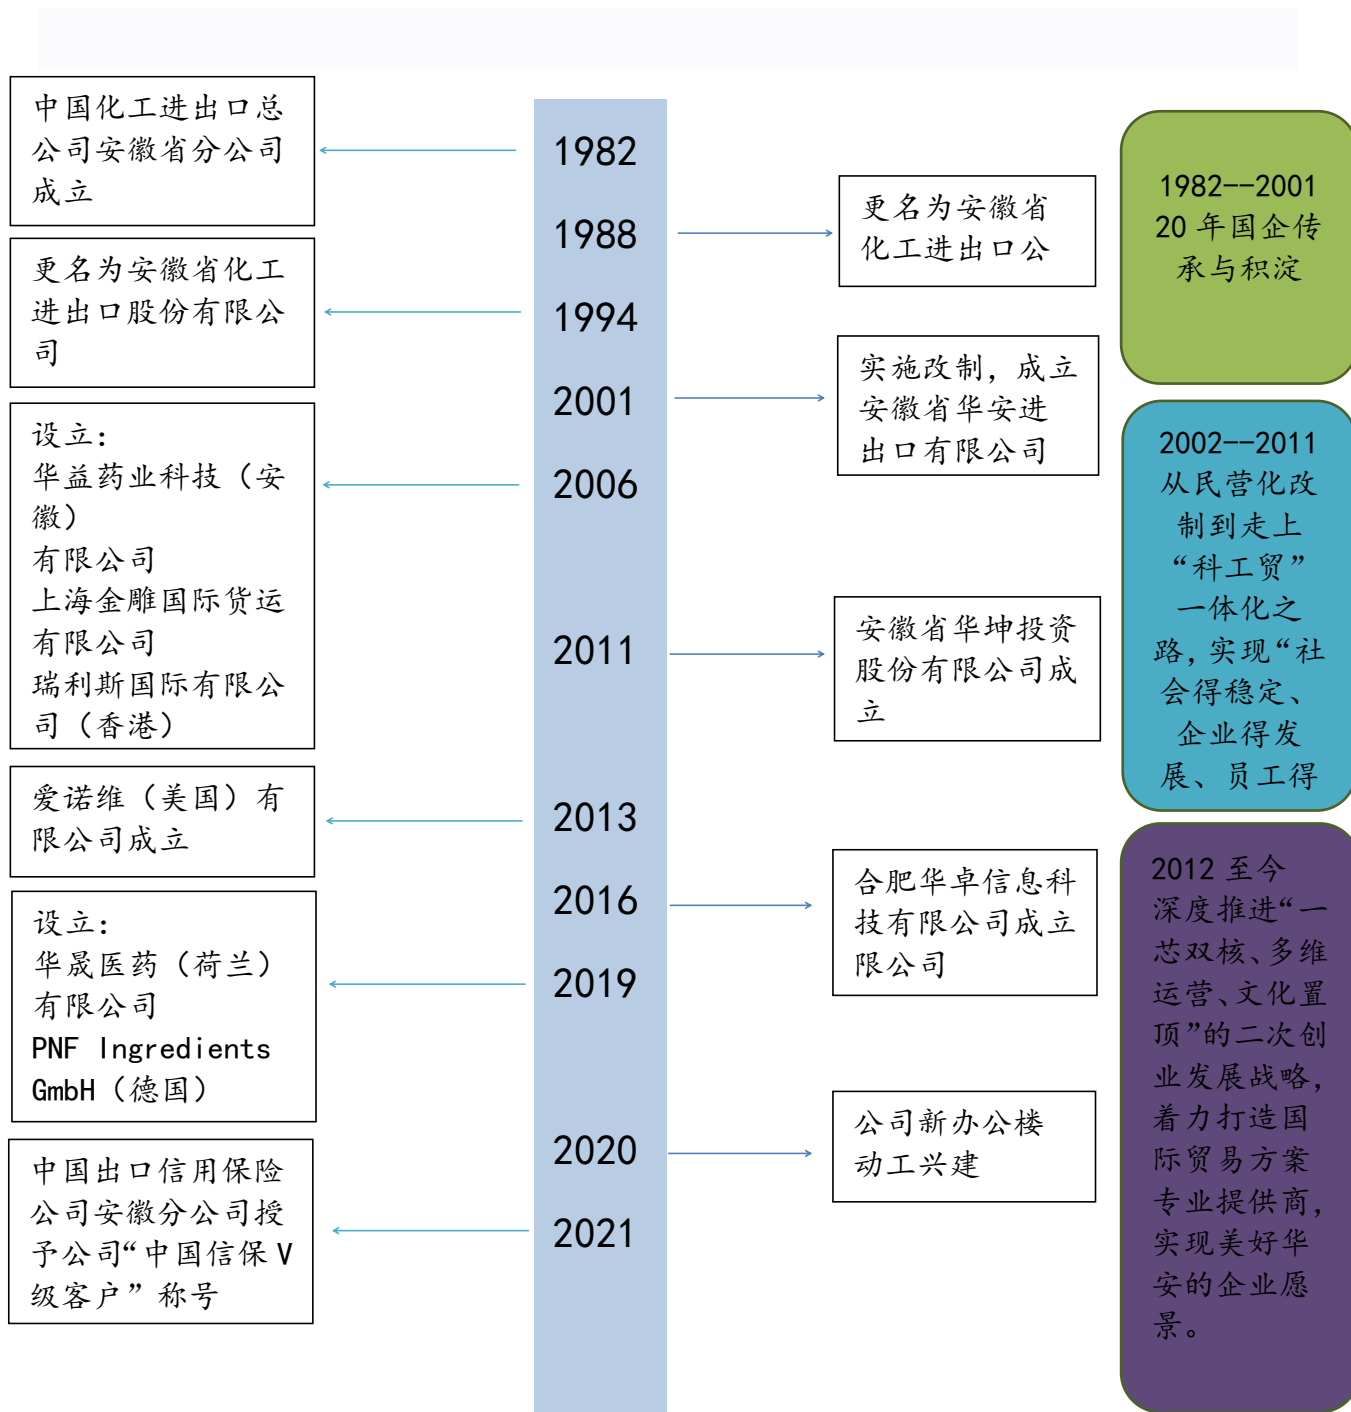 中国化工进出口总
公司安徽省分公司
成立
1982
1988
更名为安徽省
化工进出口公
更名为安徽省化工
进出口股份有限公
司
1994
2001
实施改制，成立
安徽省华安进
出口有限公司
设立：
华益药业科技（安
徽）
有限公司
上海金雕国际货运
有限公司
瑞利斯国际有限公
司（香港）
2006
2011
安徽省华坤投资
股份有限公司成
立
爱诺维（美国）有
限公司成立
2013
2016
合肥华卓信息科
技有限公司成立
限公司
设立：
华晟医药（荷兰）
有限公司
PNF Ingredients
GmbH（德国）
2019
2020
公司新办公楼
动工兴建
中国出口信用保险
公司安徽分公司授
予公司“中国信保 V
级客户”称号
2021
1982--2001
20 年国企传
承与积淀
2002--2011
从民营化改
制到走上
“科工贸”
一体化之
路，实现“社
会得稳定、
企业得发
展、员工得
2012 至今
深度推进“一
芯双核、多维
运营、文化置
顶”的二次创
业发展战略，
着力打造国
际贸易方案
专业提供商，
实现美好华
安的企业愿
景。